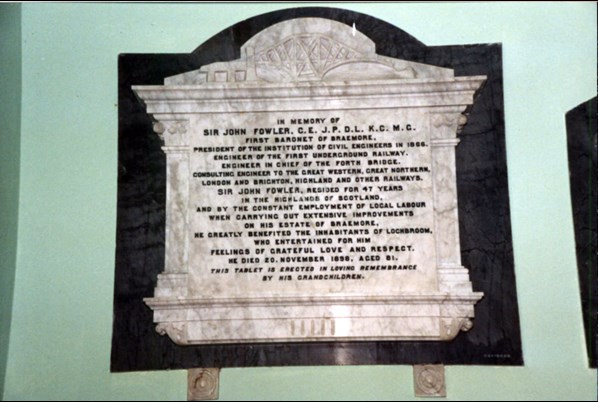 IN MEMORY OF
SIR JOHN FOWLER, C.E. J.P. D.L. K.C.M.G.
FIRST BARONET OF BRAEMORE,
PRESIDENT OF THE INSTITUTION OF CIVIL ENGINEERS IN 1866.
ENGINEER OF THE FIRST UNDERGROUND RAILWAY.
ENGINEER IN CHIEF OF THE FORTH BRIDGE.
CONSULTING ENGINEER TO THE GREAT WESTERN, GREAT NORTHERN,
LONDON AND BRIGHTON, HIGHLAND AND OTHER RAILWAYS.
SIR JOHN FOWLER, RESIDED FOR 47 YEARS
IN THE HIGHLANDS OF SCOTLAND,
AND BY THE CONSTANT EMPLOYMENT OF LOCAL LABOUR
WHEN CARRYING OUT EXTENSIVE IMPROVEMENTS
ON HIS ESTATE OF BRAEMORE,
HE GREATLY BENEFITED THE INHABITANTS OF LOCHBROOM,
WHO ENTERTAINED FOR HIM
FEELINGS OF GRATEFUL LOVE AND RESPECT.
HE DIED 20. NOVEMBER 1898, AGED 81.
THIS TABLET IS ERECTED IN LOVING REMEMBRANCE
BY HIS GRANDCHILDREN.